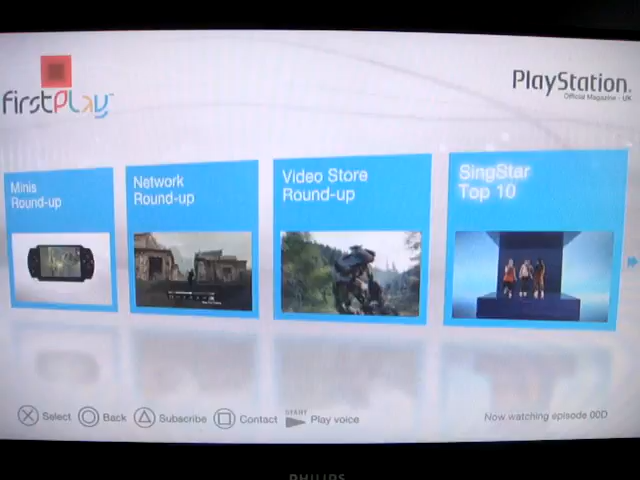 firstPlay™
PlayStation®
Official Magazine - UK
Minis
Round-up
Network
Round-up
Video Store
Round-up
SingStar
Top 10
Select
Back
Subscribe
Contact
START
Play voice
Now watching episode 00D
PHILIPS